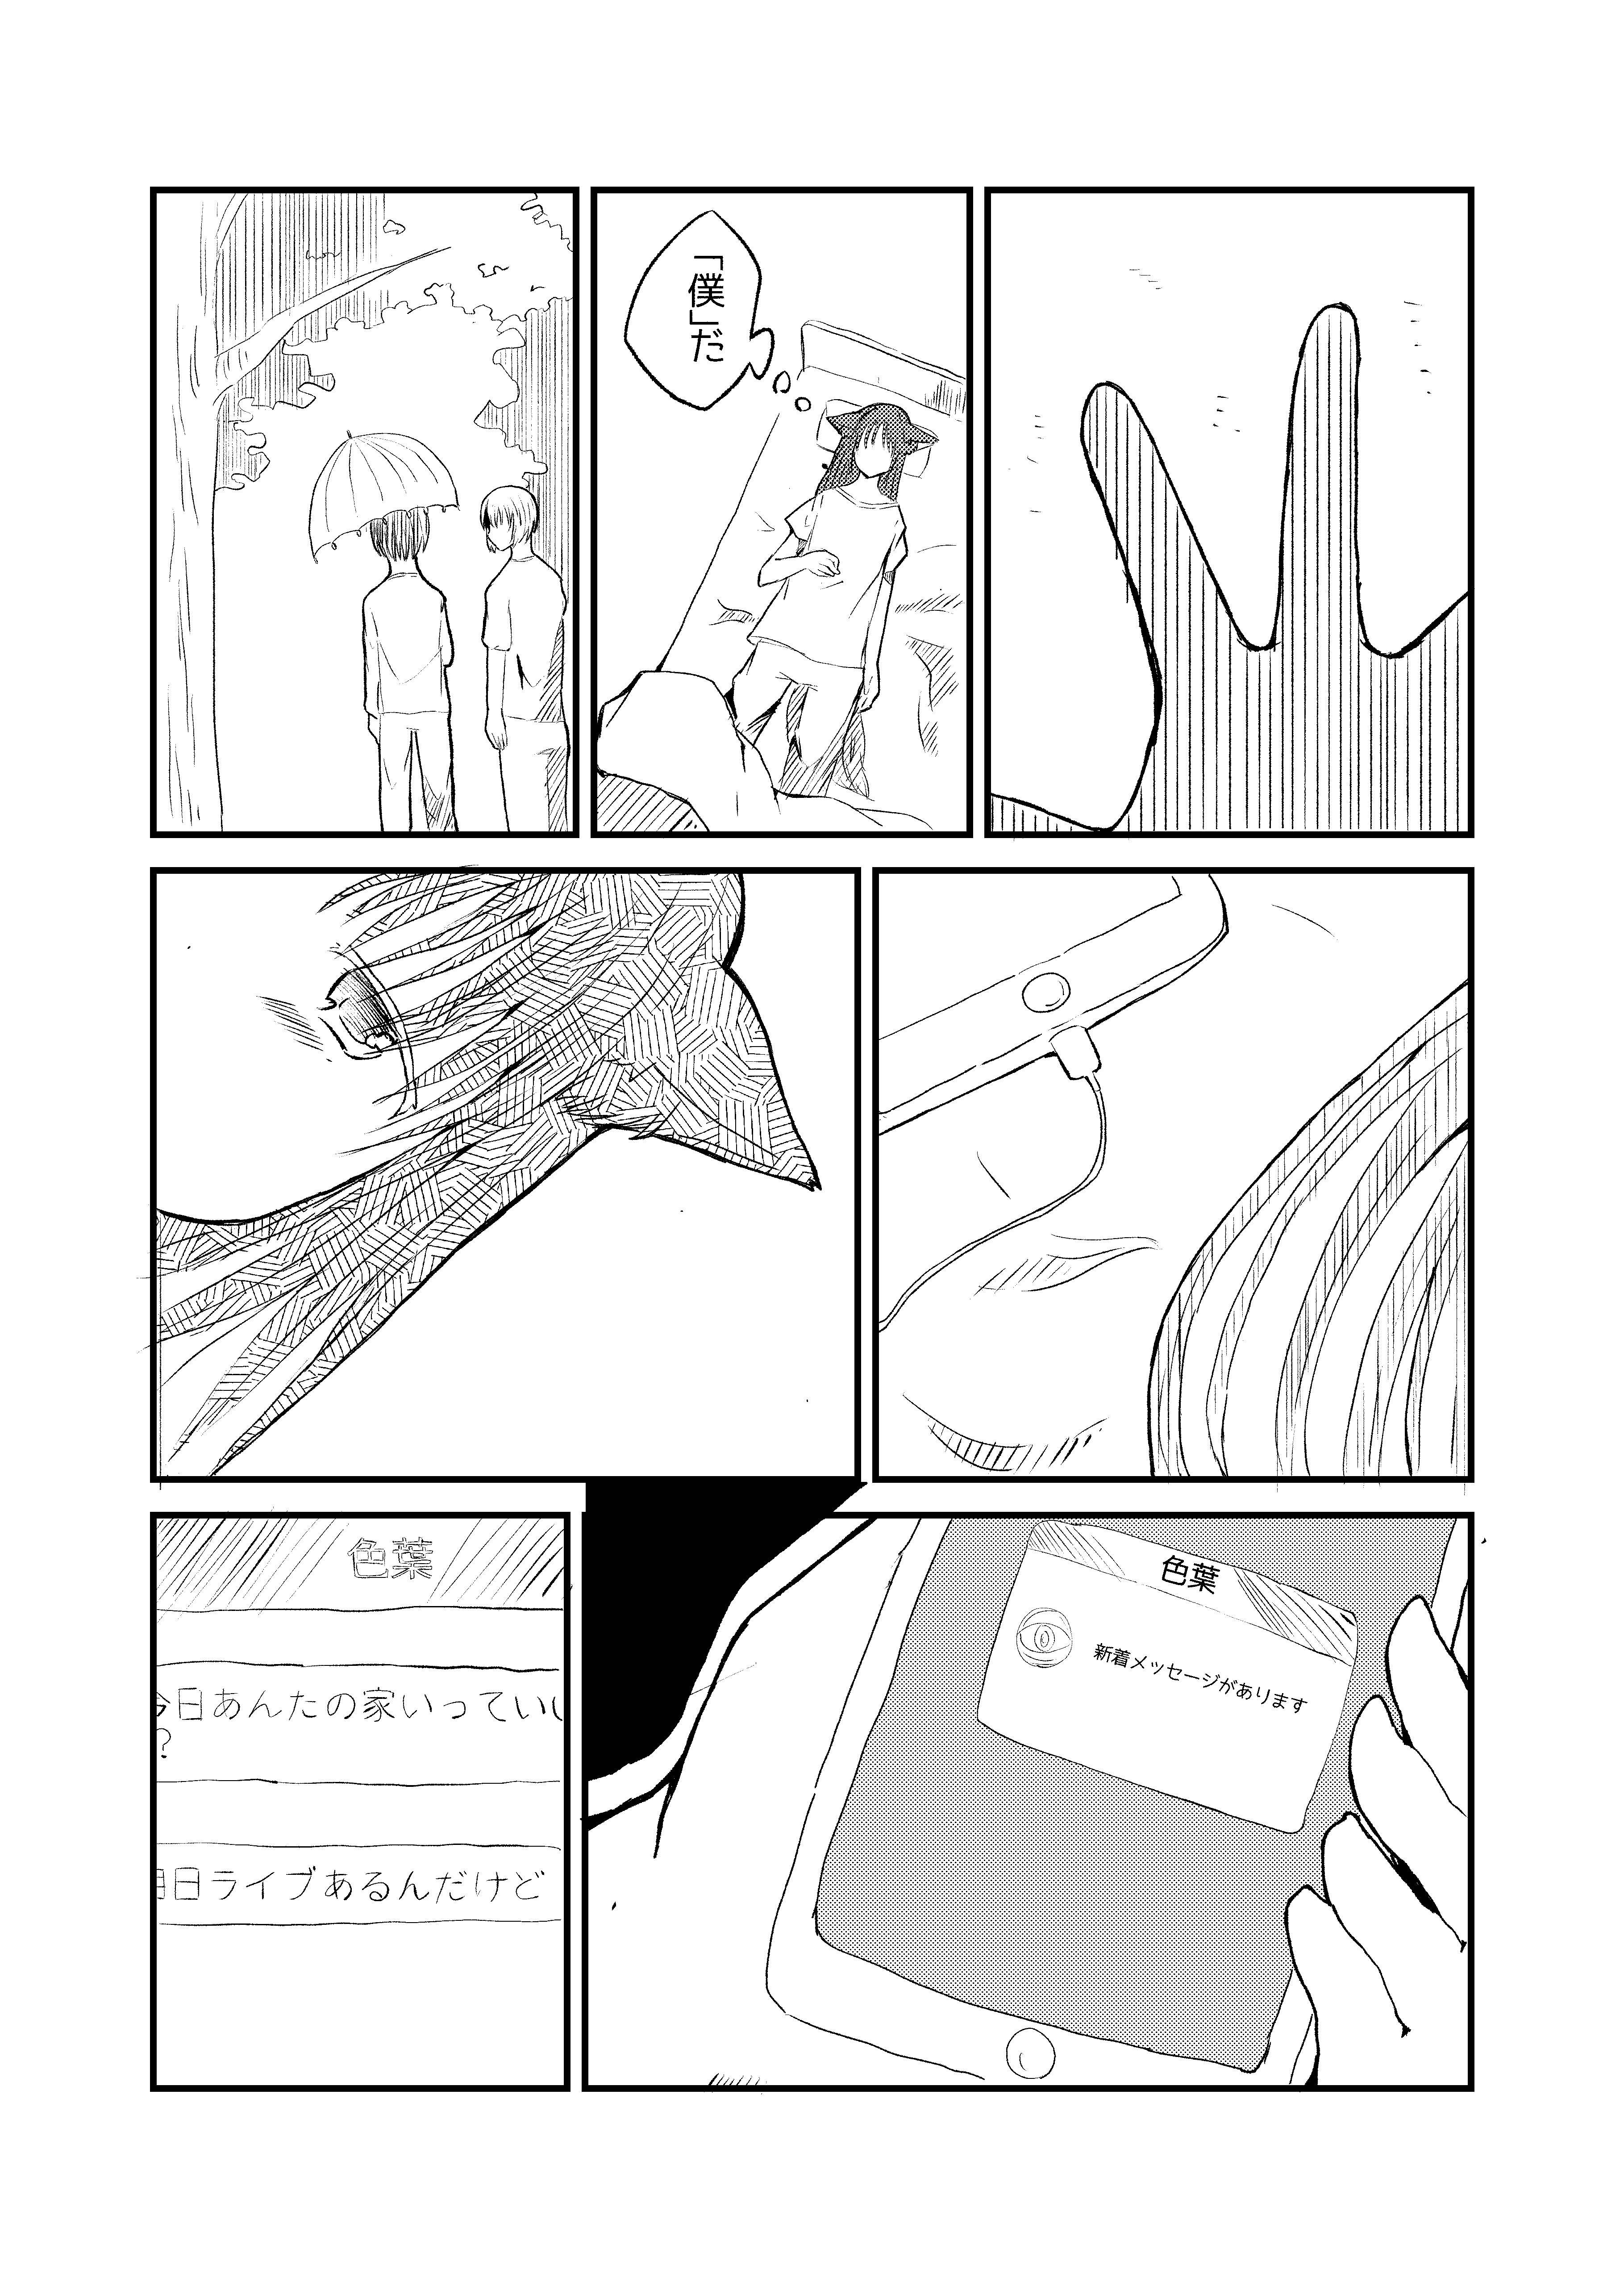 「僕」だ
色葉
新着メッセージがあります
色葉
今日あんたの家いってい
?
明日ライブあるんだけど